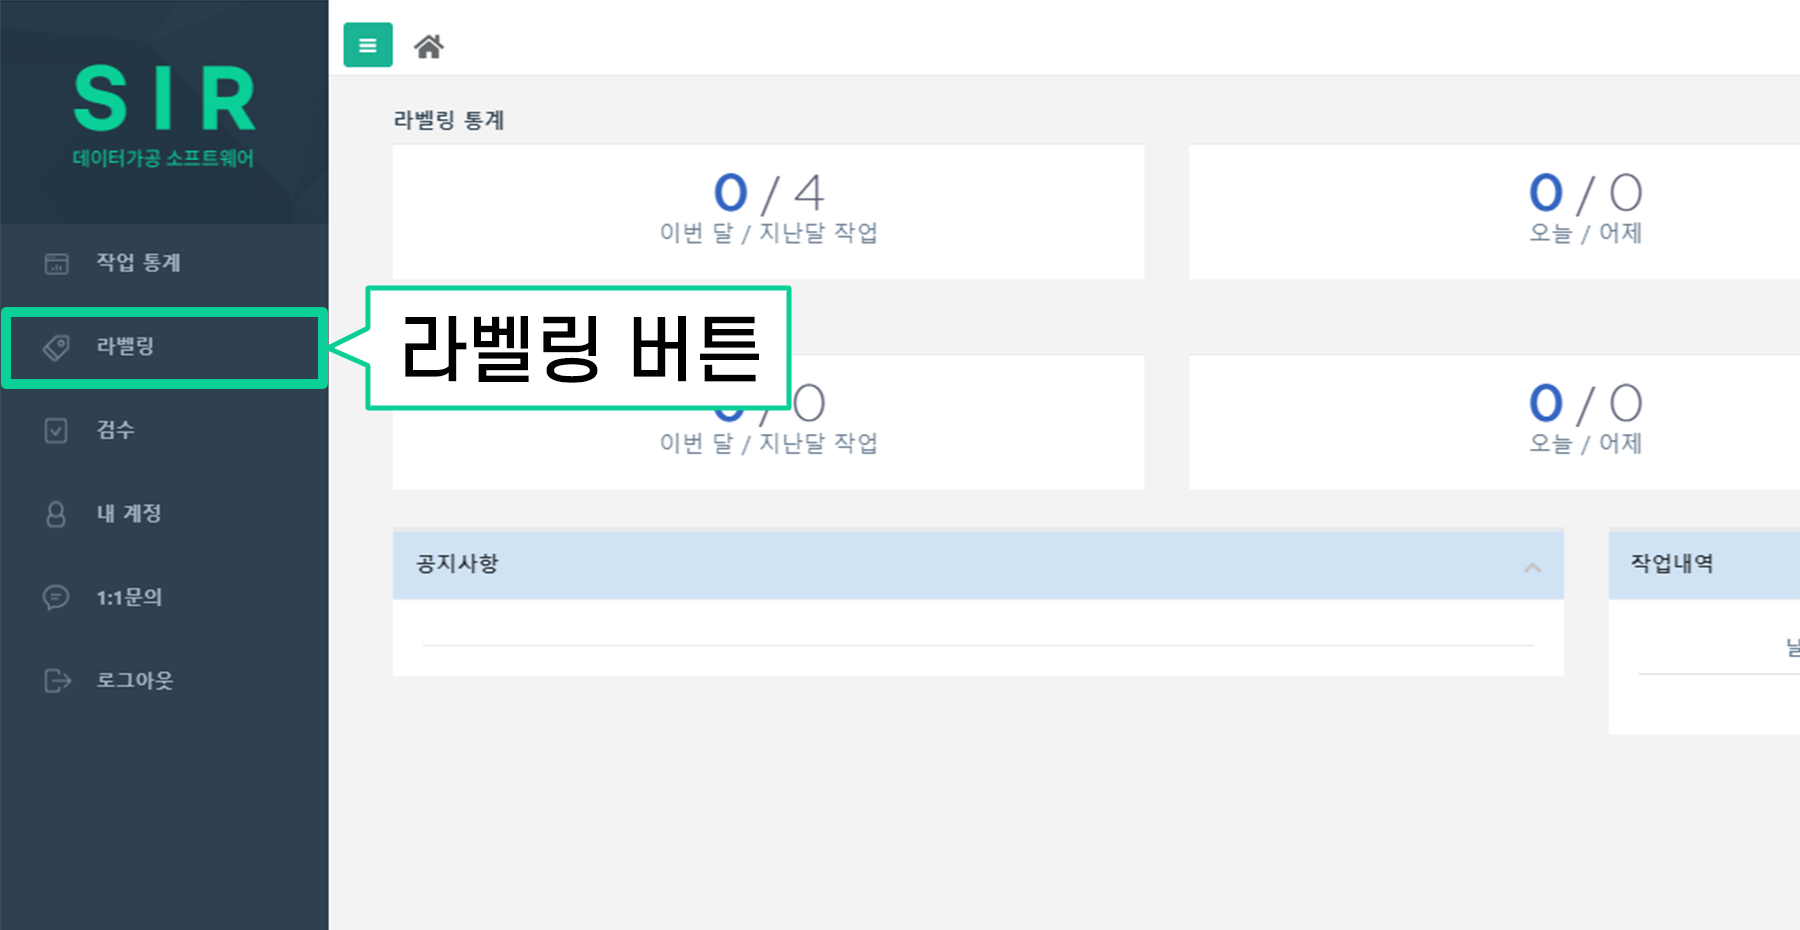 SIR
데이터가공 소프트웨어
작업 통계
라벨링
검수
내 계정
1:1문의
로그아웃
라벨링 버튼
라벨링 통계
0 / 4
이번 달 / 지난달 작업
0 / 0
오늘 / 어제
0 / 0
이번 달 / 지난달 작업
0 / 0
오늘 / 어제
공지사항
작업내역